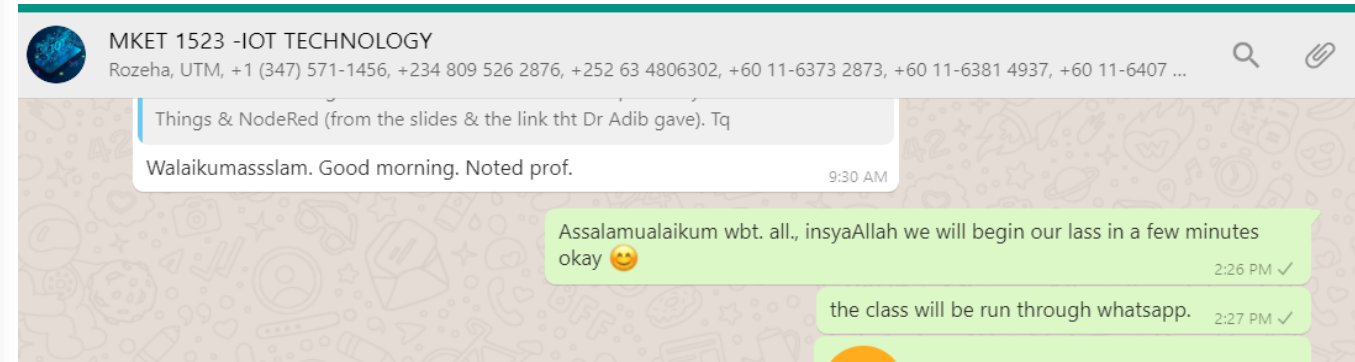 MKET 1523 -IOT TECHNOLOGY
Rozeha, UTM, +1 (347) 571-1456, +234 809 526 2876, +252 63 4806302, +60 11-6373 2873, +60 11-6381 4937, +60 11-6407 ...
Things & NodeRed (from the slides & the link tht Dr Adib gave). Tq
Walaikumassslam. Good morning. Noted prof.
9:30 AM
Assalamualaikum wbt. all., insyaAllah we will begin our lass in a few minutes
okay 😊
2:26 PM
the class will be run through whatsapp.
2:27 PM